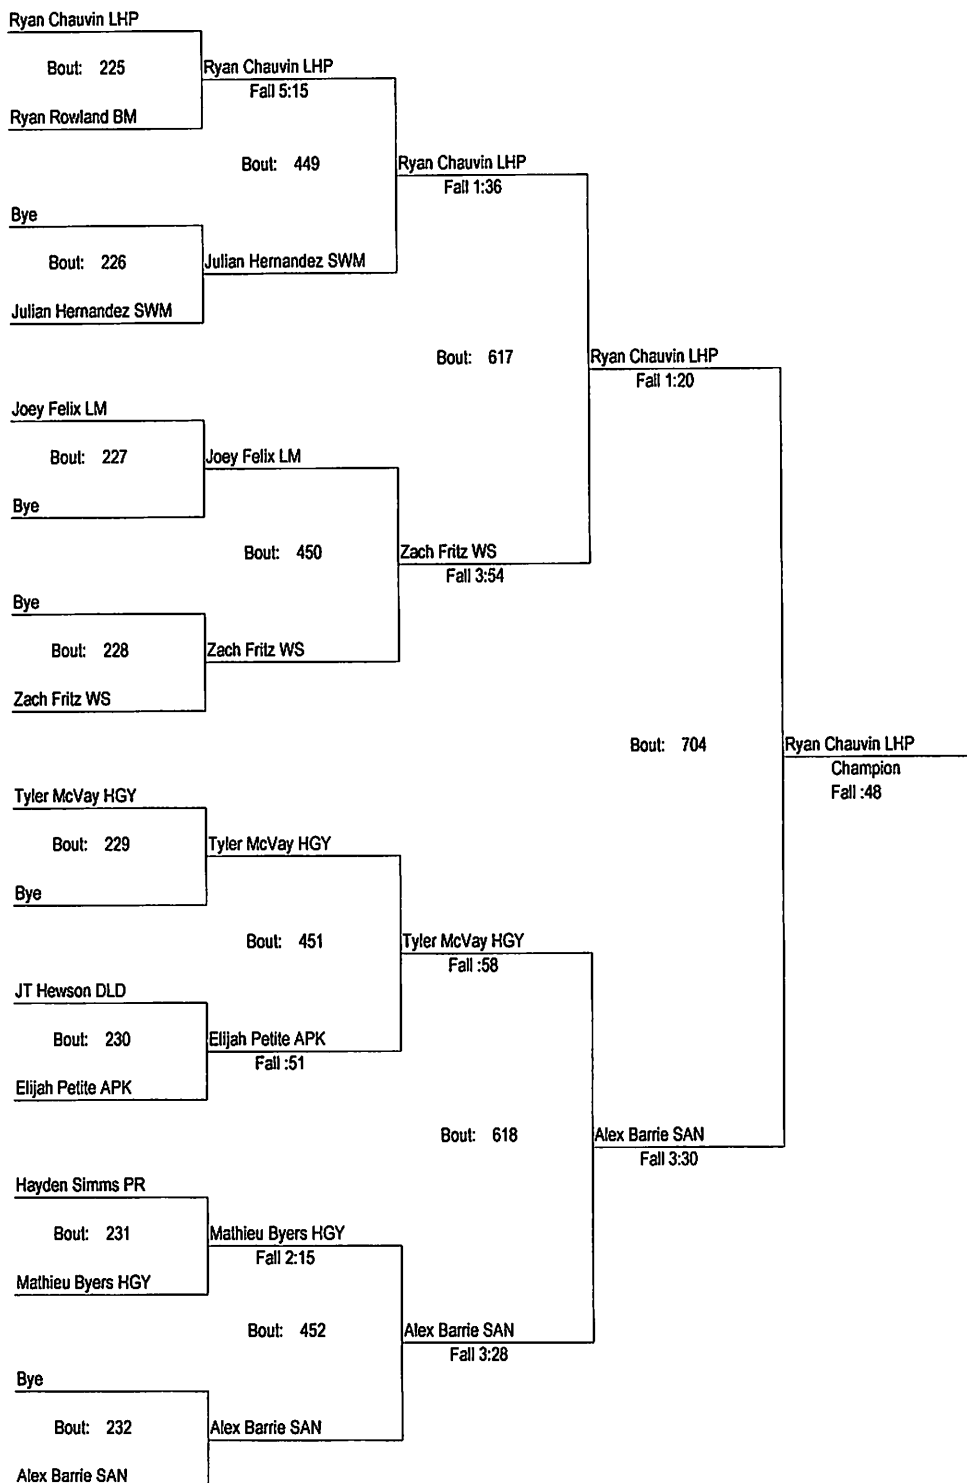 Ryan Chauvin LHP
Bout: 225
Ryan Chauvin LHP
Fall 5:15
Ryan Rowland BM
Bout: 449
Ryan Chauvin LHP
Fall 1:36
Bye
Bout: 226
Julian Hernandez SWM
Julian Hernandez SWM
Bout: 617
Ryan Chauvin LHP
Fall 1:20
Joey Felix LM
Bout: 227
Joey Felix LM
Bye
Bout: 450
Zach Fritz WS
Fall 3:54
Bye
Bout: 228
Zach Fritz WS
Zach Fritz WS
Bout: 704
Ryan Chauvin LHP
Champion
Fall :48
Tyler McVay HGY
Bout: 229
Tyler McVay HGY
Bye
Bout: 451
Tyler McVay HGY
Fall :58
JT Hewson DLD
Bout: 230
Elijah Petite APK
Fall :51
Elijah Petite APK
Bout: 618
Alex Barrie SAN
Fall 3:30
Hayden Simms PR
Bout: 231
Mathieu Byers HGY
Fall 2:15
Mathieu Byers HGY
Bout: 452
Alex Barrie SAN
Fall 3:28
Bye
Bout: 232
Alex Barrie SAN
Alex Barrie SAN